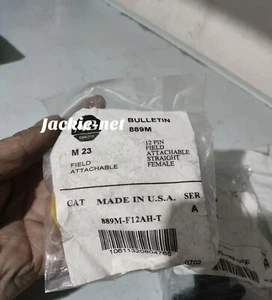 Jackie.net
BULLETIN
889M
M 23
FIELD
ATTACHABLE
12 PIN
FIELD
ATTACHABLE
STRAIGHT
FEMALE
CAT MADE IN U.S.A. SER
A
889M-F12AH-T
0702